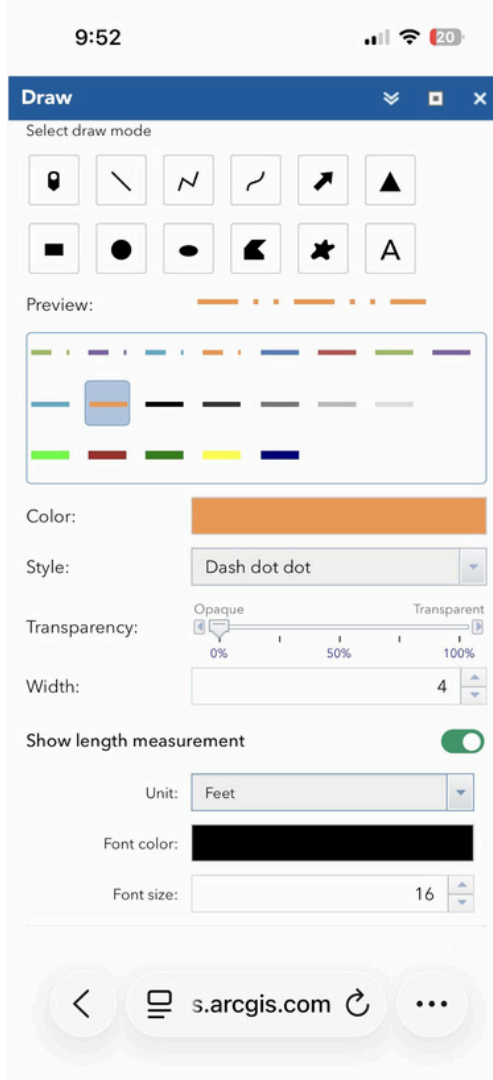 9:52
20
Draw
Select draw mode
A
Preview:
Color:
Style: Dash dot dot
Opaque Transparent
Transparency:
0% 50% 100%
Width: 4
Show length measurement
Unit: Feet
Font color:
Font size: 16
s.arcgis.com